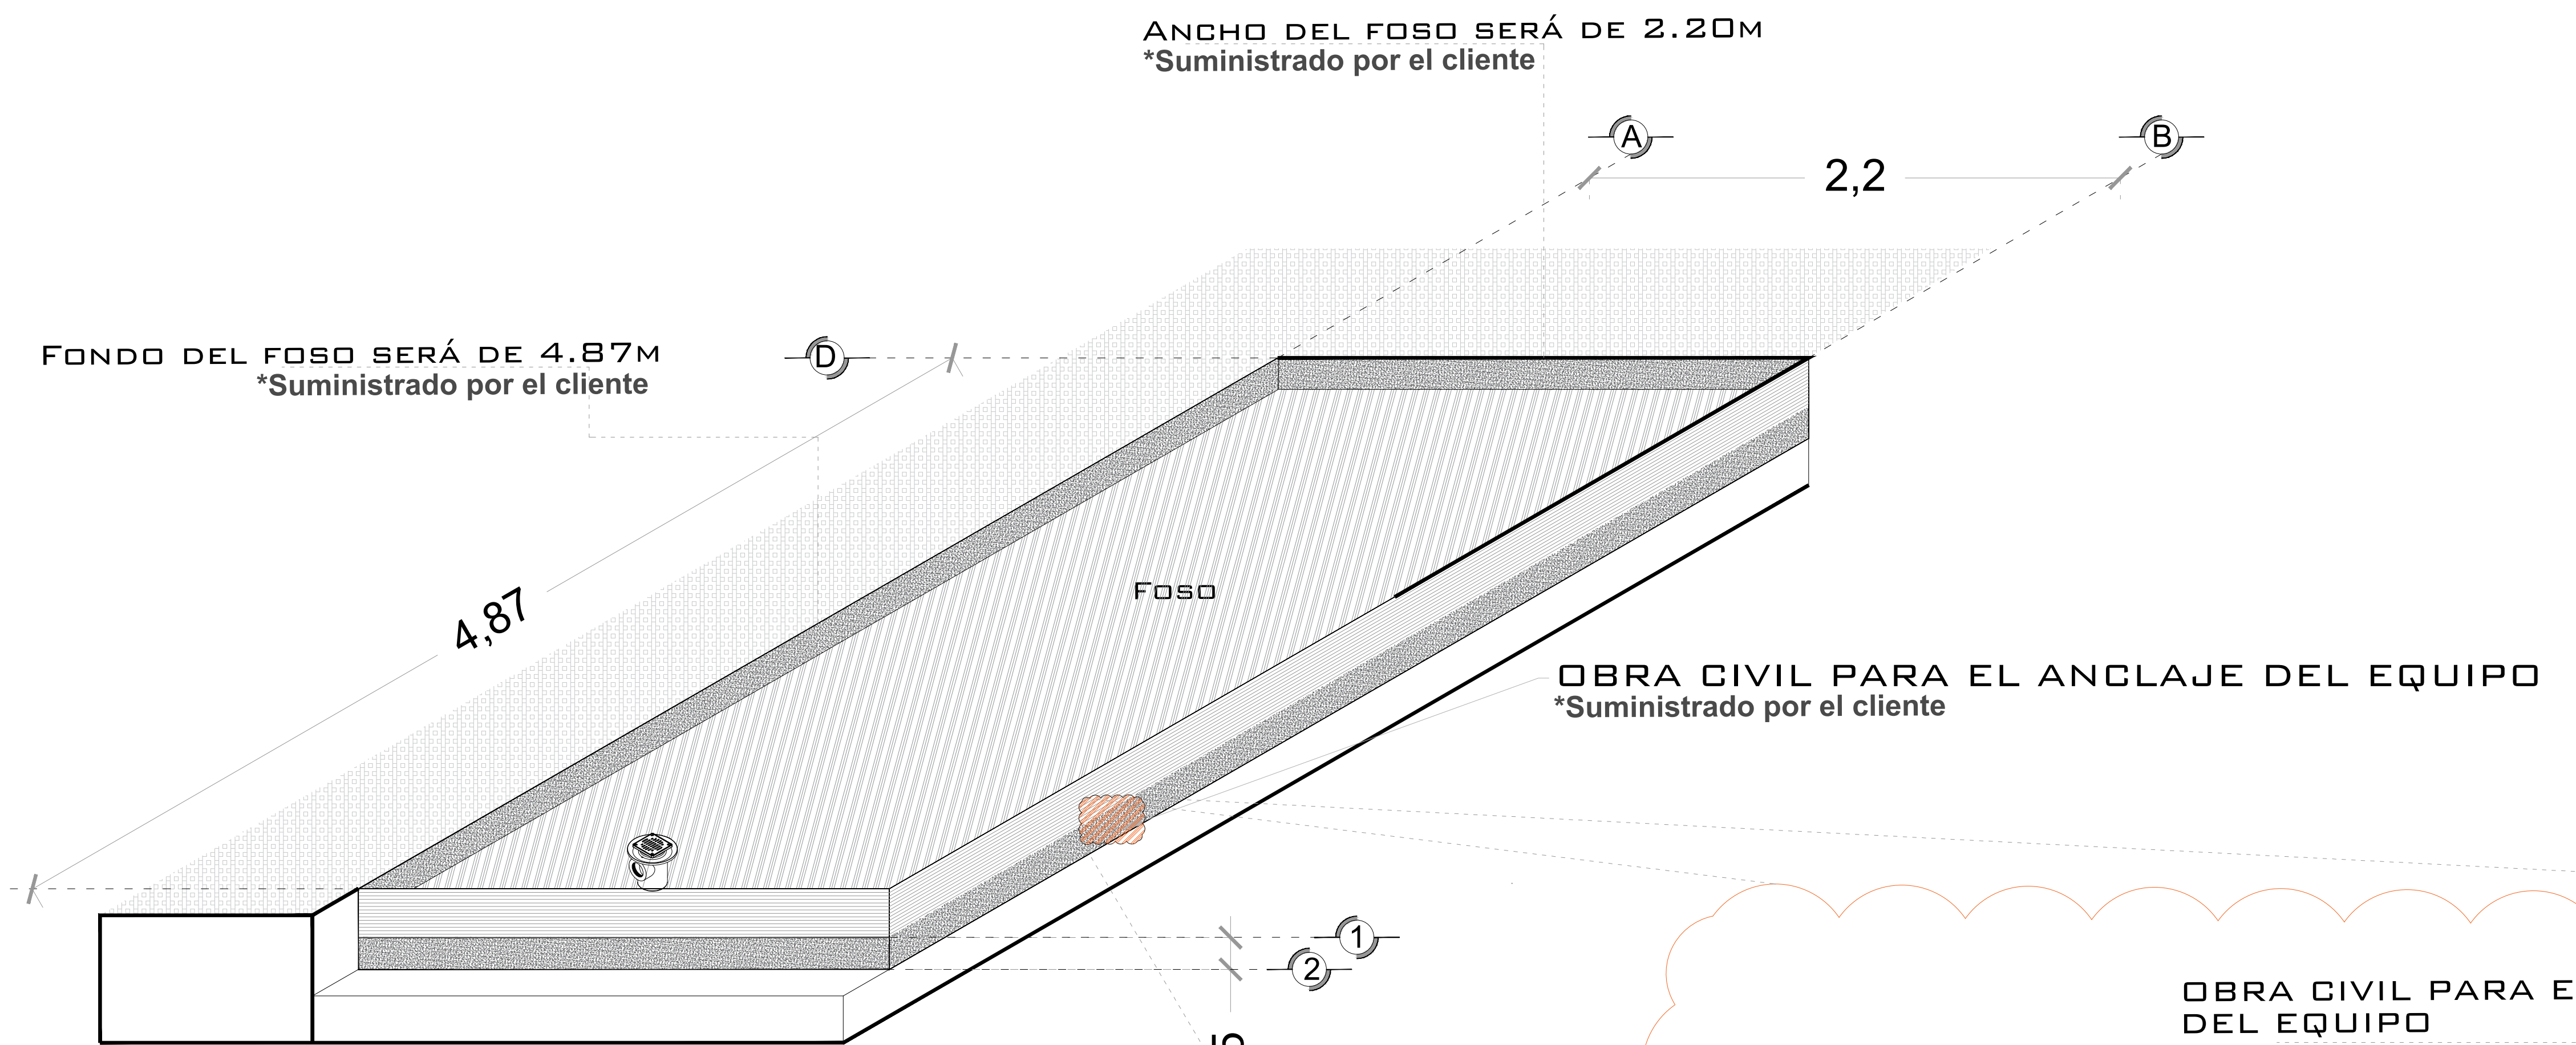 ANCHO DEL FOSO SERÁ DE 2.20M
*Suministrado por el cliente
A
B
2,2
FONDO DEL FOSO SERÁ DE 4.87M
*Suministrado por el cliente
D
4,87
FOSO
OBRA CIVIL PARA EL ANCLAJE DEL EQUIPO
*Suministrado por el cliente
1
2
OBRA CIVIL PARA E
DEL EQUIPO